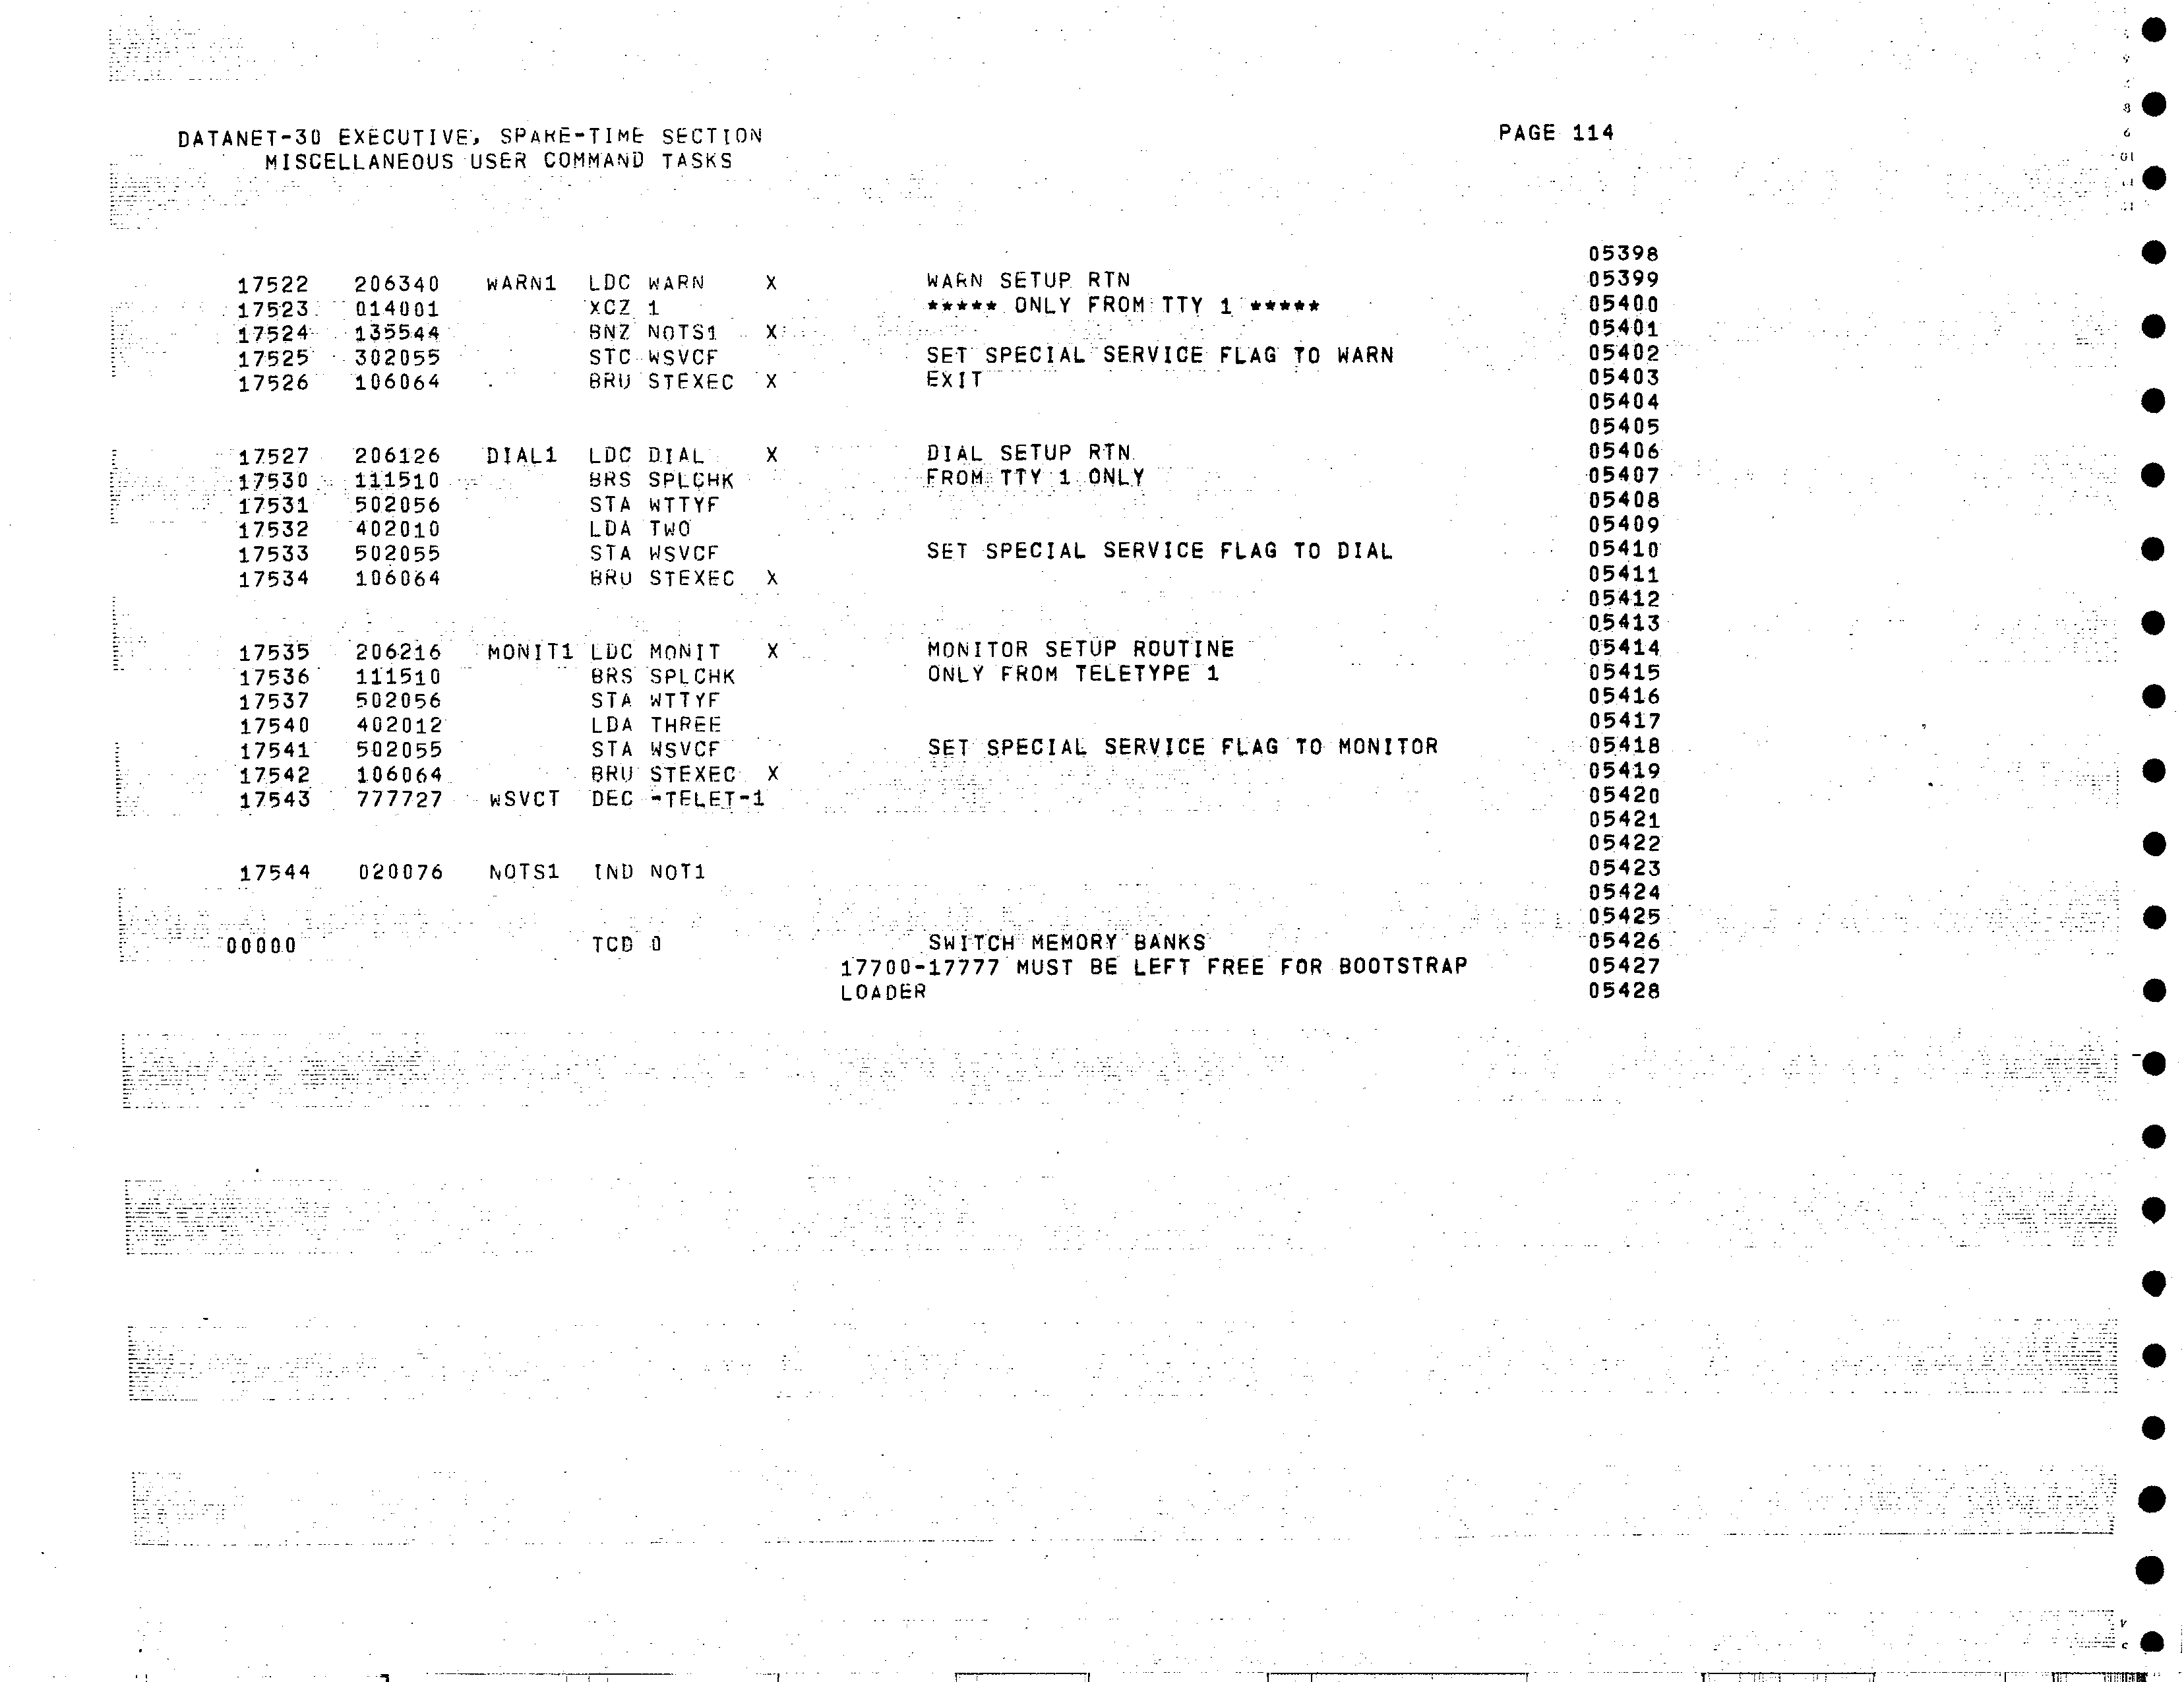 DATANET-30 EXECUTIVE, SPARE-TIME SECTION PAGE 114
MISCELLANEOUS USER COMMAND TASKS
05398
17522 206340 WARN1 LDC WARN X WARN SETUP RTN 05399
17523 014001 XCZ 1 ***** ONLY FROM TTY 1 ***** 05400
17524 135544 BNZ NOTS1 X 05401
17525 302055 STC WSVCF SET SPECIAL SERVICE FLAG TO WARN 05402
17526 106064 BRU STEXEC X EXIT 05403
05404
05405
17527 206126 DIAL1 LDC DIAL X DIAL SETUP RTN 05406
17530 111510 BRS SPLCHK FROM TTY 1 ONLY 05407
17531 502056 STA WTTYF 05408
17532 402010 LDA TWO 05409
17533 502055 STA WSVCF SET SPECIAL SERVICE FLAG TO DIAL 05410
17534 106064 BRU STEXEC X 05411
05412
05413
17535 206216 MONIT1 LDC MONIT X MONITOR SETUP ROUTINE 05414
17536 111510 BRS SPLCHK ONLY FROM TELETYPE 1 05415
17537 502056 STA WTTYF 05416
17540 402012 LDA THREE 05417
17541 502055 STA WSVCF SET SPECIAL SERVICE FLAG TO MONITOR 05418
17542 106064 BRU STEXEC X 05419
17543 777727 WSVCT DEC -TELET-1 05420
05421
05422
17544 020076 NOTS1 IND NOT1 05423
05424
05425
00000 TCD 0 SWITCH MEMORY BANKS 05426
17700-17777 MUST BE LEFT FREE FOR BOOTSTRAP 05427
LOADER 05428